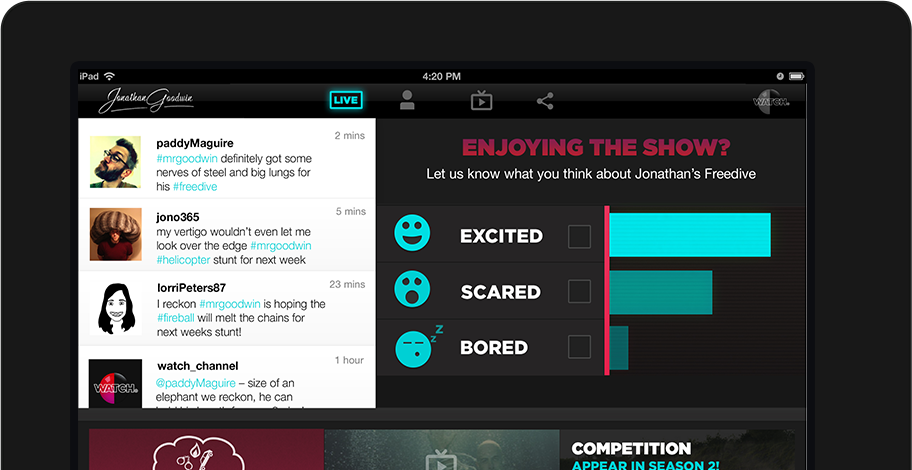 iPad
4:20 PM
Jonathan Goodwin
LIVE
WATCH
paddyMaguire
2 mins
#mrgoodwin definitely got some
nerves of steel and big lungs for
his #freedive
jono365
5 mins
my vertigo wouldn't even let me
look over the edge #mrgoodwin
#helicopter stunt for next week
lorriPeters87
23 mins
I reckon #mrgoodwin is hoping the
#fireball will melt the chains for
next weeks stunt!
watch_channel
1 hour
WATCH
@paddyMaguire – size of an
elephant we reckon, he can
ENJOYING THE SHOW?
Let us know what you think about Jonathan's Freedive
EXCITED
SCARED
z
z
BORED
COMPETITION
APPEAR IN SEASON 2!